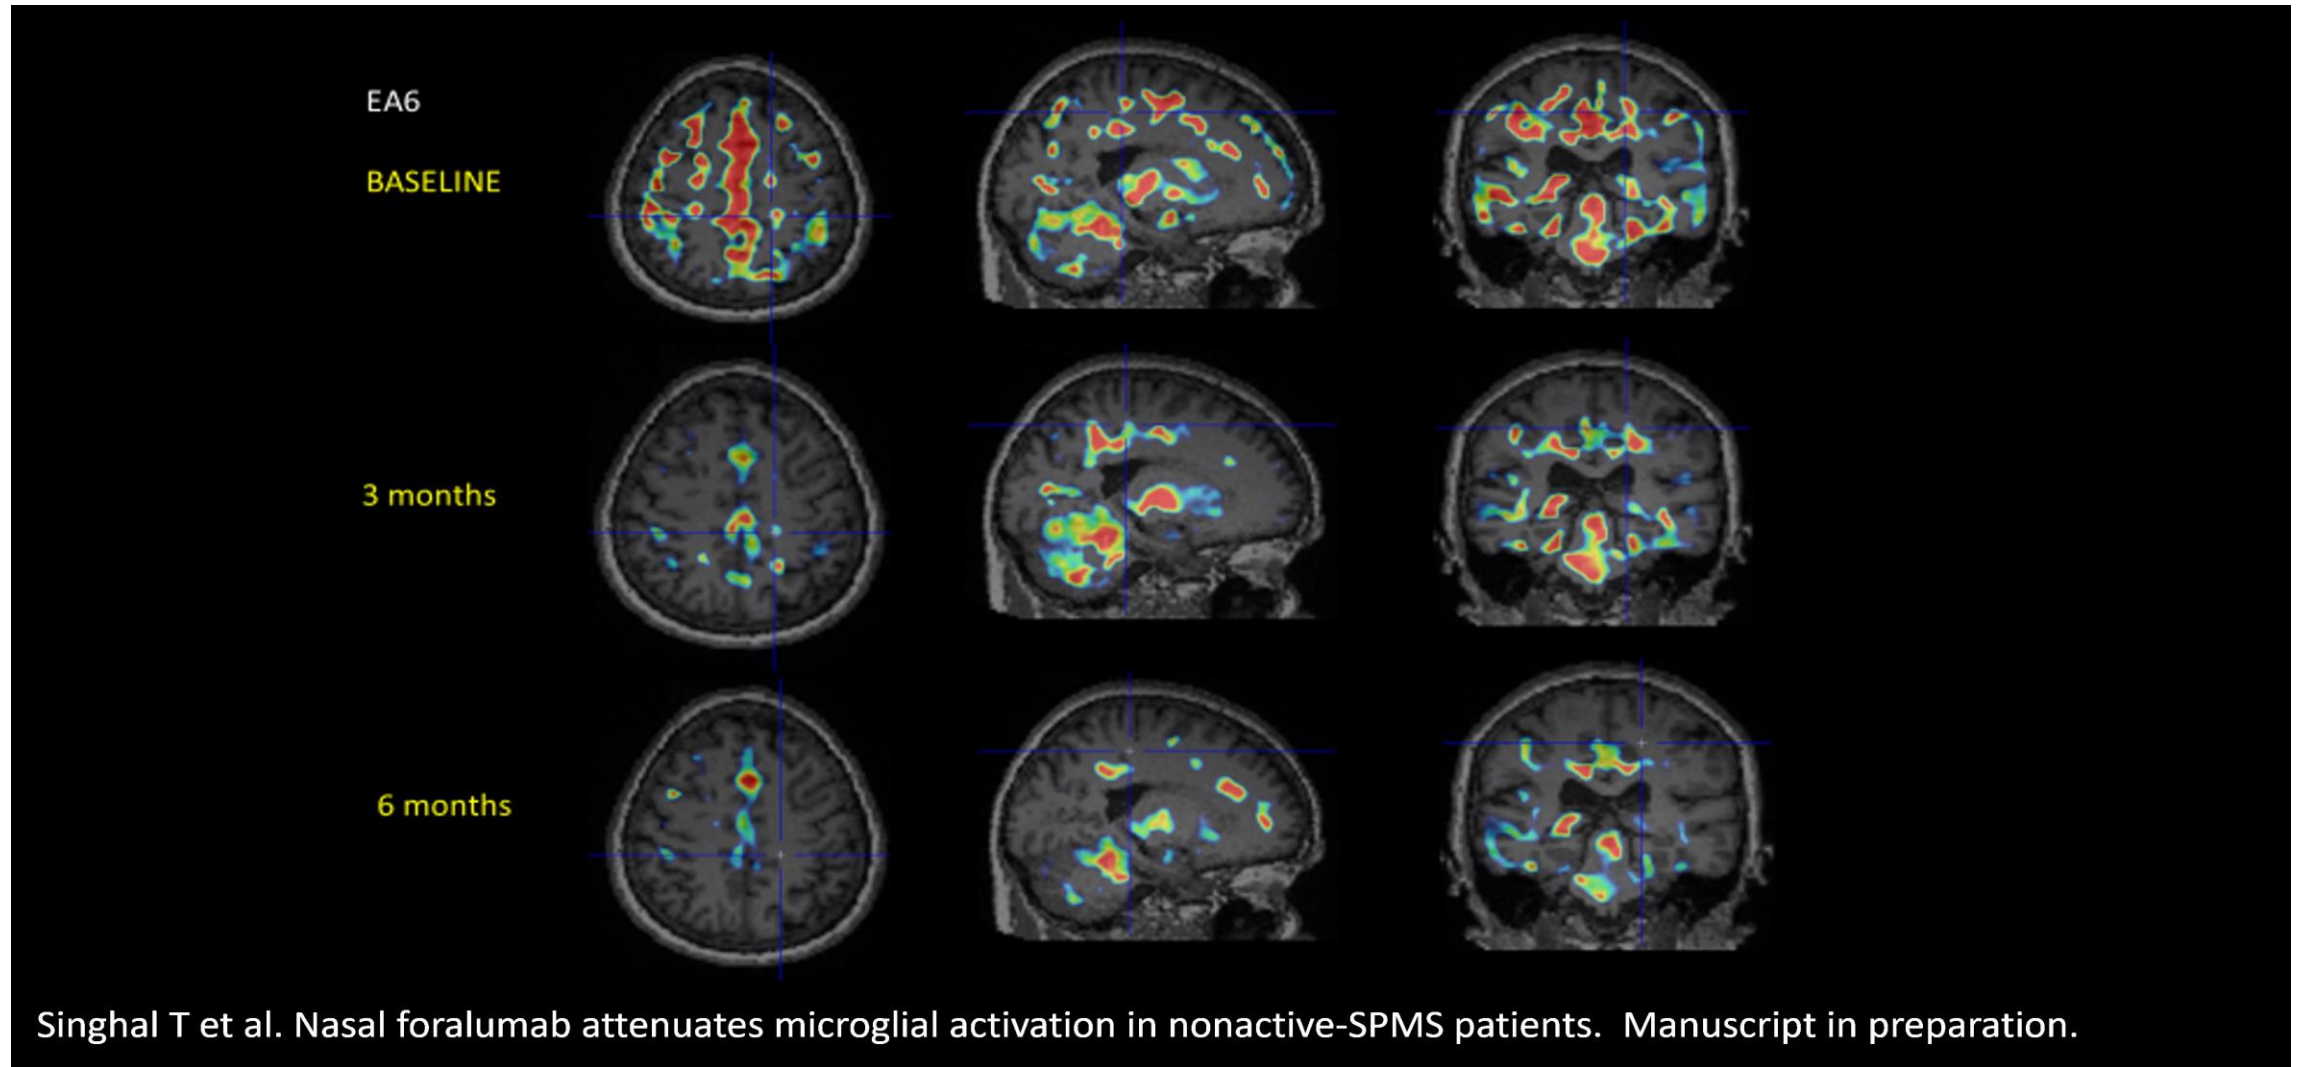 EA6
BASELINE
3 months
6 months
Singhal T et al. Nasal foralumab attenuates microglial activation in nonactive-SPMS patients.  Manuscript in preparation.